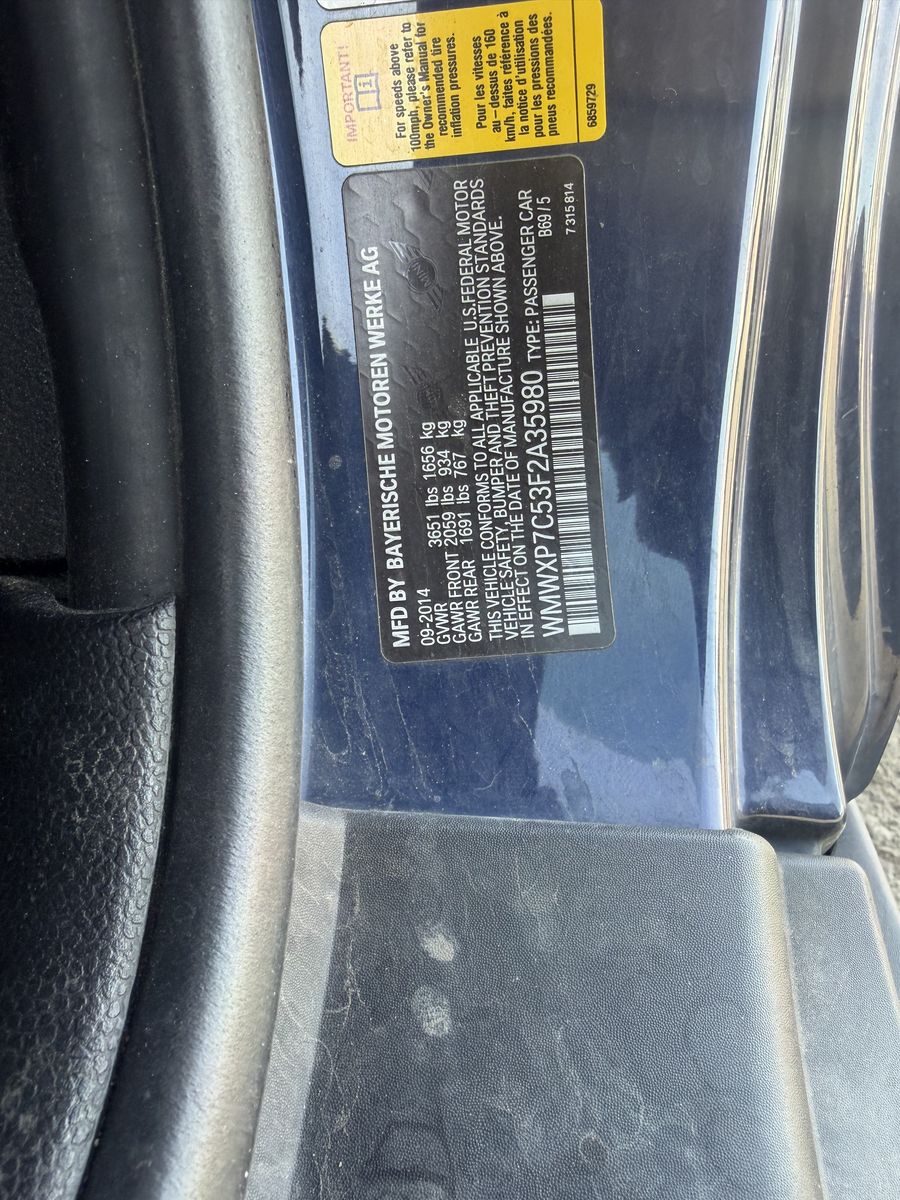 MFD BY BAYERISCHE MOTOREN WERKE AG
09-2014
GVWR 3651 lbs 1656 kg
GAWR FRONT 2059 lbs 934 kg
GAWR REAR 1691 lbs 767 kg
THIS VEHICLE CONFORMS TO ALL APPLICABLE U.S.FEDERAL MOTOR
VEHICLE SAFETY, BUMPER AND THEFT PREVENTION STANDARDS
IN EFFECT ON THE DATE OF MANUFACTURE SHOWN ABOVE.
WMWXP7C53F2A35980 TYPE: PASSENGER CAR
B69 / 5
7 315 814
MINI
IMPORTANT!
i
For speeds above
100mph, please refer to
the Owner's Manual for
recommended tire
inflation pressures.
Pour les vitesses
au-dessus de 160
km/h, faites référence à
la notice d'utilisation
pour les pressions des
pneus recommandées.
6859729